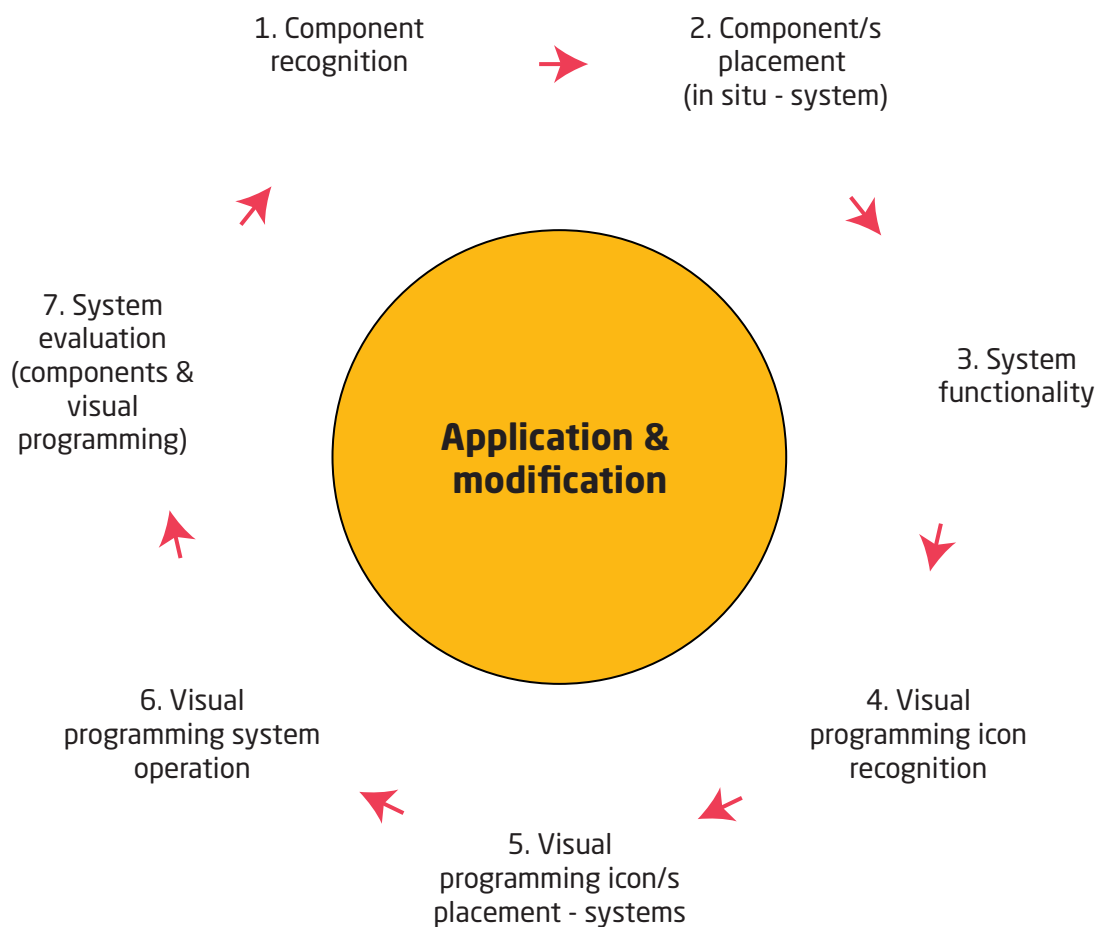 1. Component
recognition
2. Component/s
placement
(in situ - system)
3. System
functionality
4. Visual
programming icon
recognition
5. Visual
programming icon/s
placement - systems
6. Visual
programming system
operation
7. System
evaluation
(components &
visual
programming)
Application &
modification